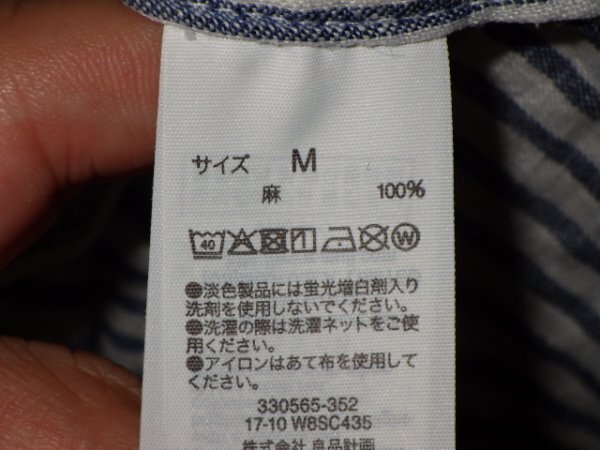 サイズ M
麻 100%
40 W
●淡色製品には蛍光増白剤入り
洗剤を使用しないでください。
●洗濯の際は洗濯ネットをご使
用ください。
●アイロンはあて布を使用して
ください。
330565-352
17-10 W8SC435
株式会社 良品計画